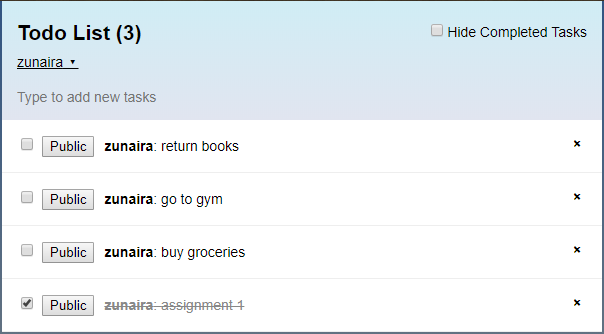 Todo List (3)
Hide Completed Tasks
zunaira ▾
Type to add new tasks
Public zunaira: return books ×
Public zunaira: go to gym ×
Public zunaira: buy groceries ×
Public zunaira: assignment 1 ×